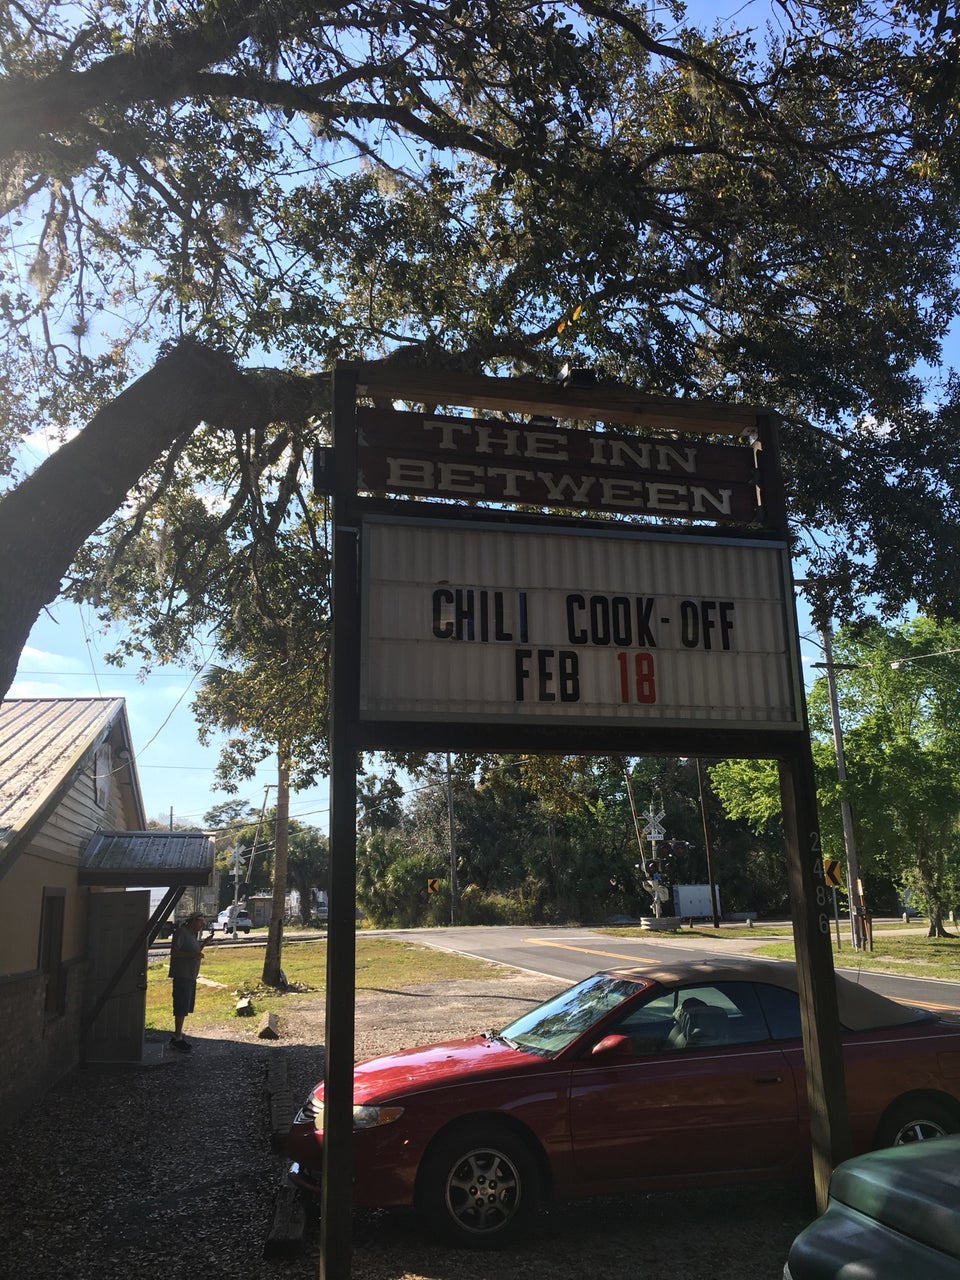 THE INN
BETWEEN
CHILI COOK-OFF
FEB 18
2486